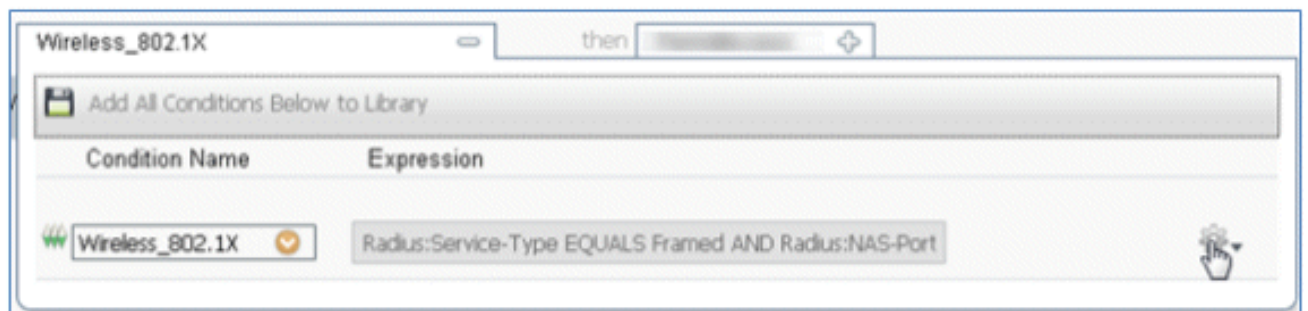 Wireless_802.1X then
Add All Conditions Below to Library
Condition Name Expression
Wireless_802.1X Radius:Service-Type EQUALS Framed AND Radius:NAS-Port